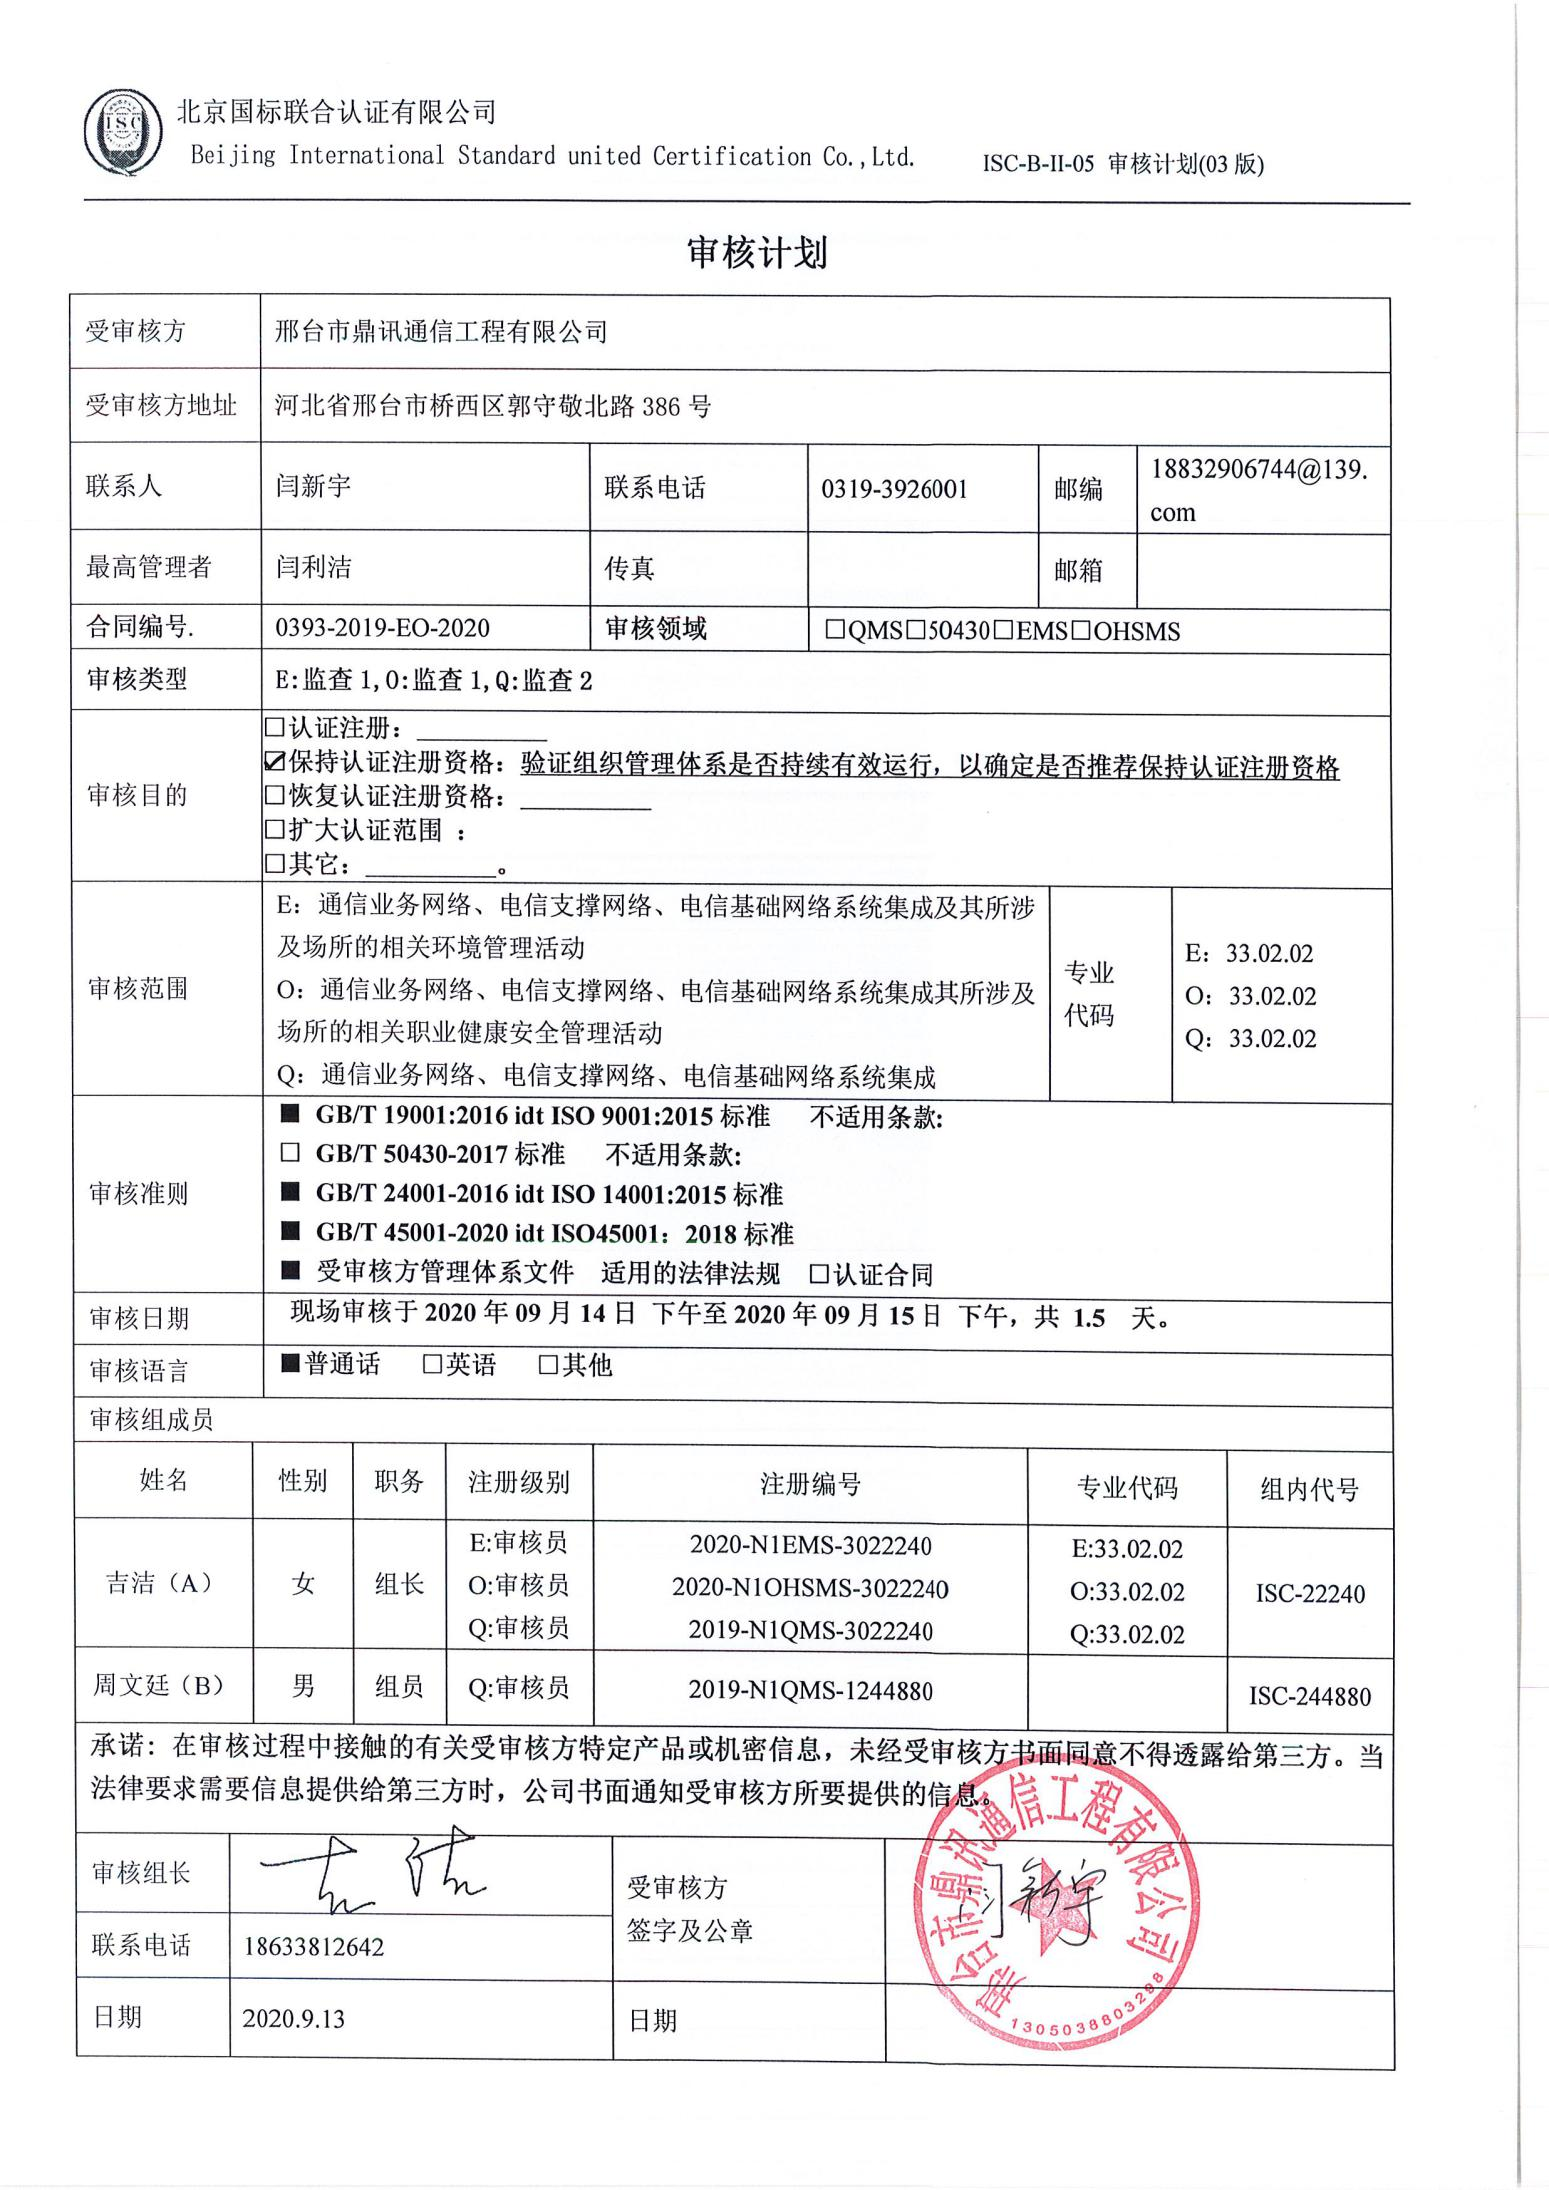 ISC
北京国标联合认证有限公司
Beijing International Standard united Certification Co.,Ltd.
ISC-B-II-05 审核计划(03 版)
审核计划
受审核方 邢台市鼎讯通信工程有限公司
受审核方地址 河北省邢台市桥西区郭守敬北路 386 号
联系人 闫新宇 联系电话 0319-3926001 邮编 18832906744@139.
com
最高管理者 闫利洁 传真 邮箱
合同编号. 0393-2019-EO-2020 审核领域 □QMS□50430□EMS□OHSMS
审核类型 E:监查 1,O:监查 1,Q:监查 2
审核目的
□认证注册：
☑保持认证注册资格：验证组织管理体系是否持续有效运行，以确定是否推荐保持认证注册资格
□恢复认证注册资格：
□扩大认证范围 ：
□其它：。
审核范围
E：通信业务网络、电信支撑网络、电信基础网络系统集成及其所涉
及场所的相关环境管理活动
O：通信业务网络、电信支撑网络、电信基础网络系统集成其所涉及
场所的相关职业健康安全管理活动
Q：通信业务网络、电信支撑网络、电信基础网络系统集成
专业
代码
E：33.02.02
O：33.02.02
Q：33.02.02
审核准则
■ GB/T 19001:2016 idt ISO 9001:2015 标准 不适用条款:
□ GB/T 50430-2017 标准 不适用条款:
■ GB/T 24001-2016 idt ISO 14001:2015 标准
■ GB/T 45001-2020 idt ISO45001：2018 标准
■ 受审核方管理体系文件 适用的法律法规 □认证合同
审核日期 现场审核于 2020 年 09 月 14 日 下午至 2020 年 09 月 15 日 下午，共 1.5 天。
审核语言 ■普通话 □英语 □其他
审核组成员
姓名 性别 职务 注册级别 注册编号 专业代码 组内代号
吉洁（A） 女 组长
E:审核员 2020-N1EMS-3022240 E:33.02.02
O:审核员 2020-N1OHSMS-3022240 O:33.02.02 ISC-22240
Q:审核员 2019-N1QMS-3022240 Q:33.02.02
周文廷（B） 男 组员 Q:审核员 2019-N1QMS-1244880 ISC-244880
承诺：在审核过程中接触的有关受审核方特定产品或机密信息，未经受审核方书面同意不得透露给第三方。当
法律要求需要信息提供给第三方时，公司书面通知受审核方所要提供的信息。
审核组长 吉洁
受审核方
签字及公章
闫新宇
邢台市鼎讯通信工程有限公司
1305038803298
联系电话 18633812642
日期 2020.9.13 日期